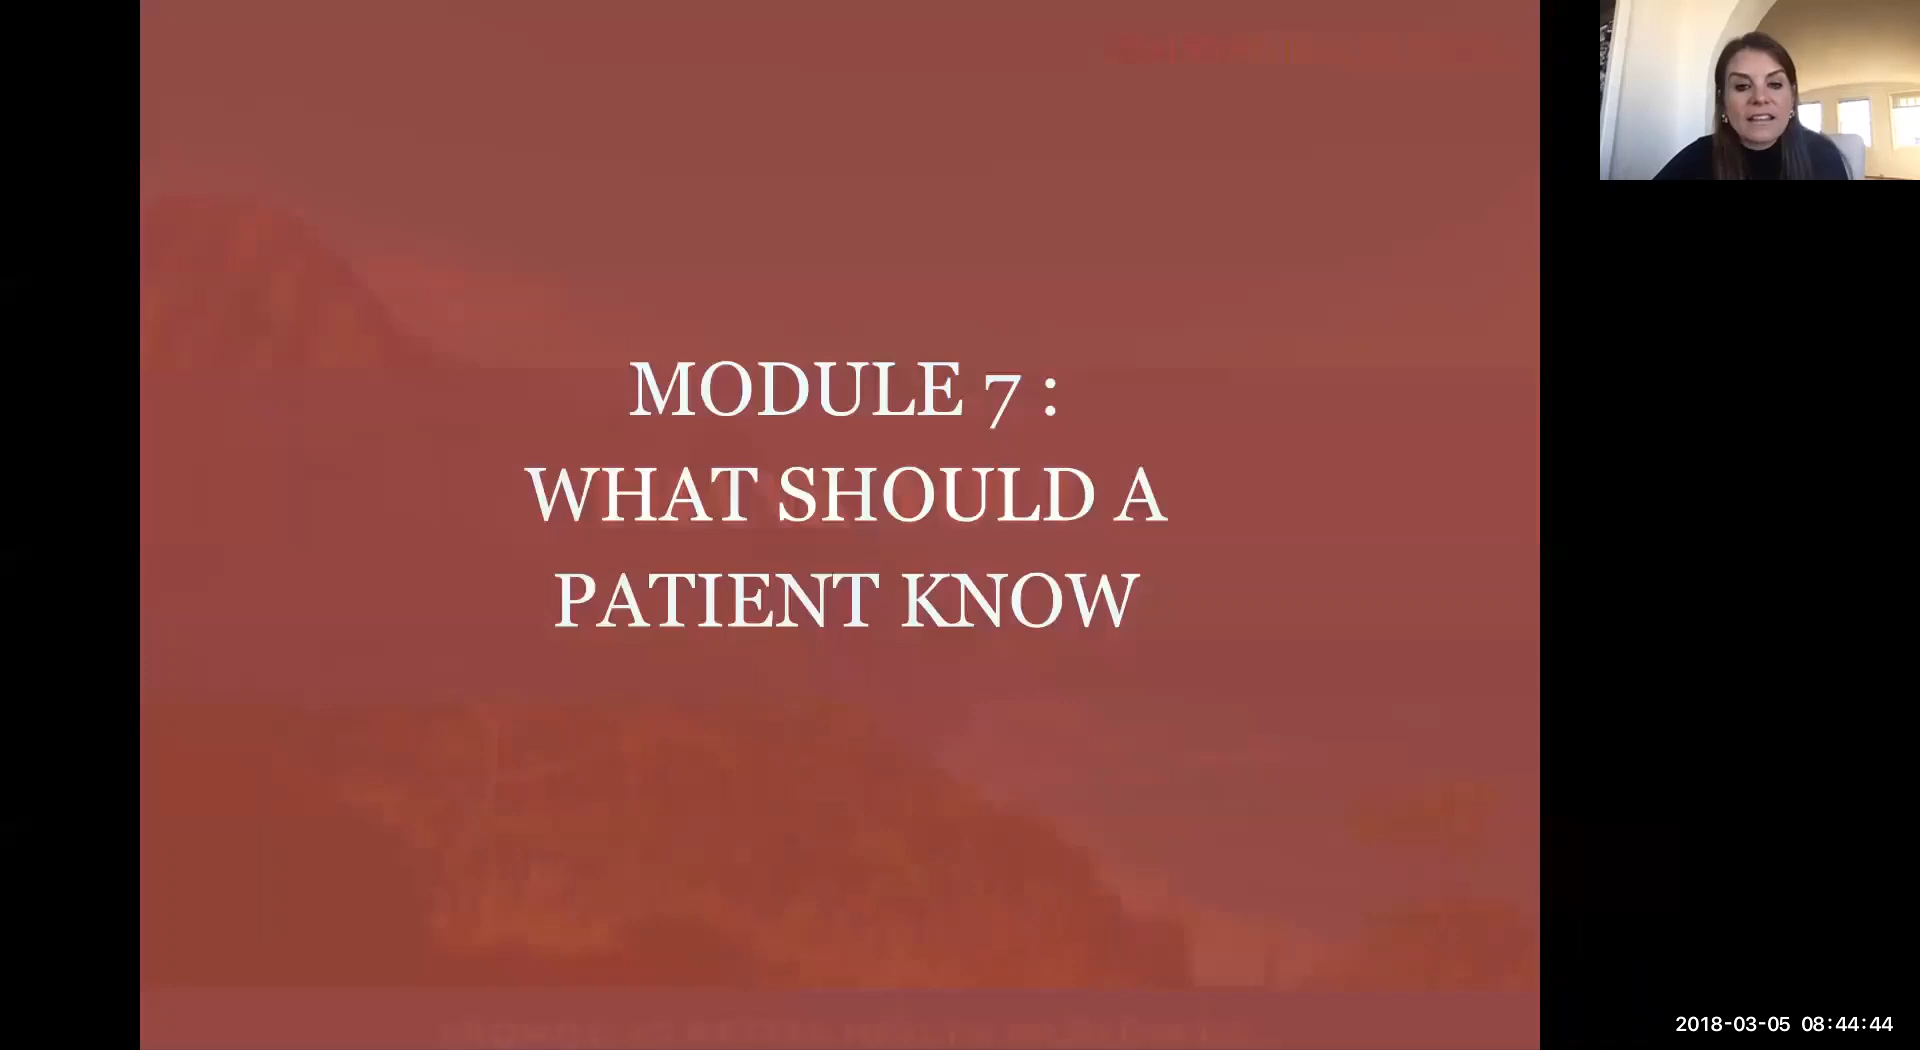 MODULE 7 :
WHAT SHOULD A
PATIENT KNOW
2018-03-05 08:44:44